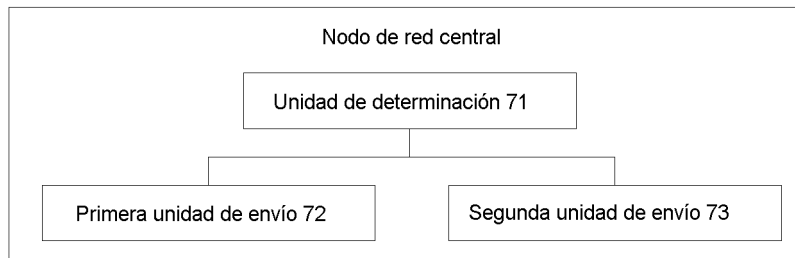 Nodo de red central
Unidad de determinación 71
Primera unidad de envío 72
Segunda unidad de envío 73